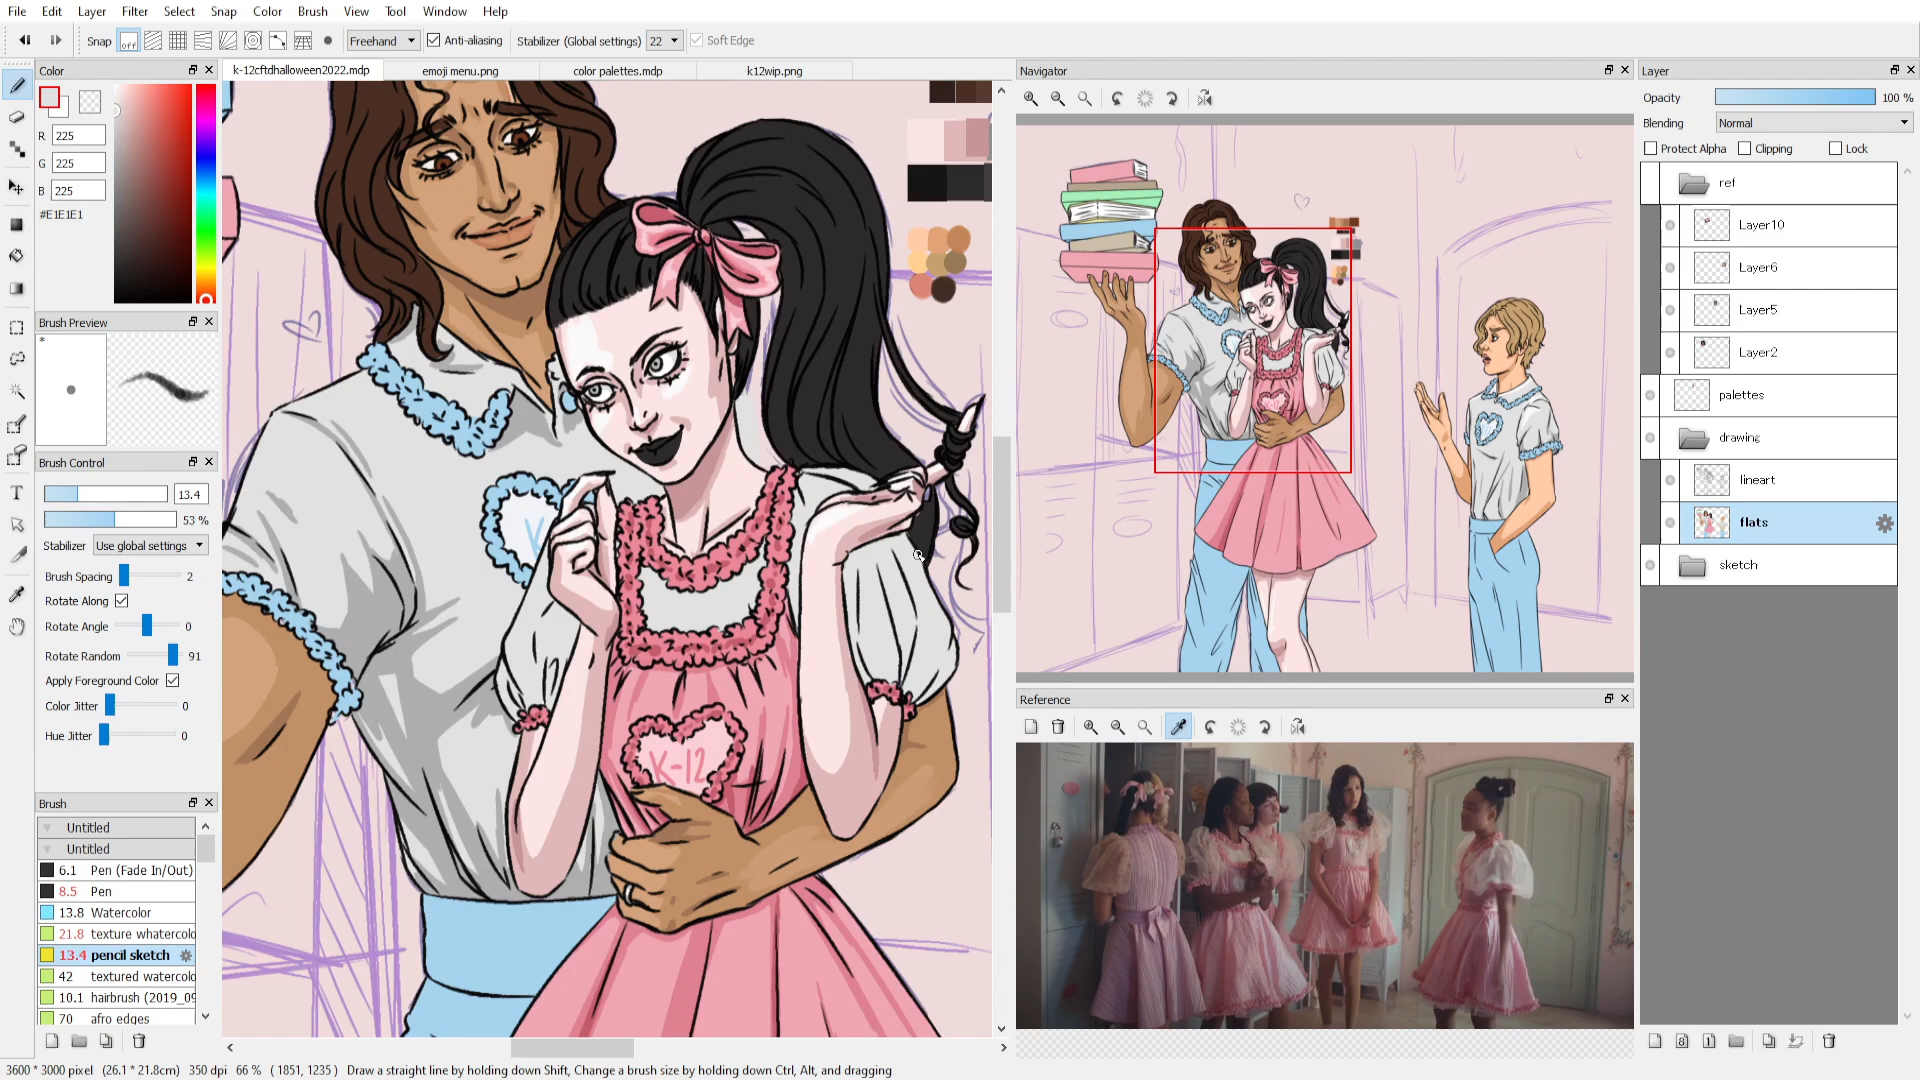 File Edit Layer Filter Select Snap Color Brush View Tool Window Help
Snap off Freehand Anti-aliasing Stabilizer (Global settings) 22 Soft Edge
Color
k-12cftdhalloween2022.mdp
emoji menu.png
color palettes.mdp
k12wip.png
R 225
G 225
B 225
#E1E1E1
Brush Preview
*
Brush Control
13.4
53 %
Stabilizer Use global settings
Brush Spacing 2
Rotate Along
Rotate Angle 0
Rotate Random 91
Apply Foreground Color
Color Jitter 0
Hue Jitter 0
Brush
Untitled
Untitled
6.1 Pen (Fade In/Out)
8.5 Pen
13.8 Watercolor
21.8 texture whatercolo
13.4 pencil sketch
42 textured watercolo
10.1 hairbrush (2019_09
70 afro edges
T
K
K-12
Navigator
Reference
Layer
Opacity 100 %
Blending Normal
Protect Alpha Clipping Lock
ref
Layer10
Layer6
Layer5
Layer2
palettes
drawing
lineart
flats
sketch
8
1
3600 * 3000 pixel (26.1 * 21.8cm) 350 dpi 66 % ( 1851, 1235 ) Draw a straight line by holding down Shift, Change a brush size by holding down Ctrl, Alt, and dragging